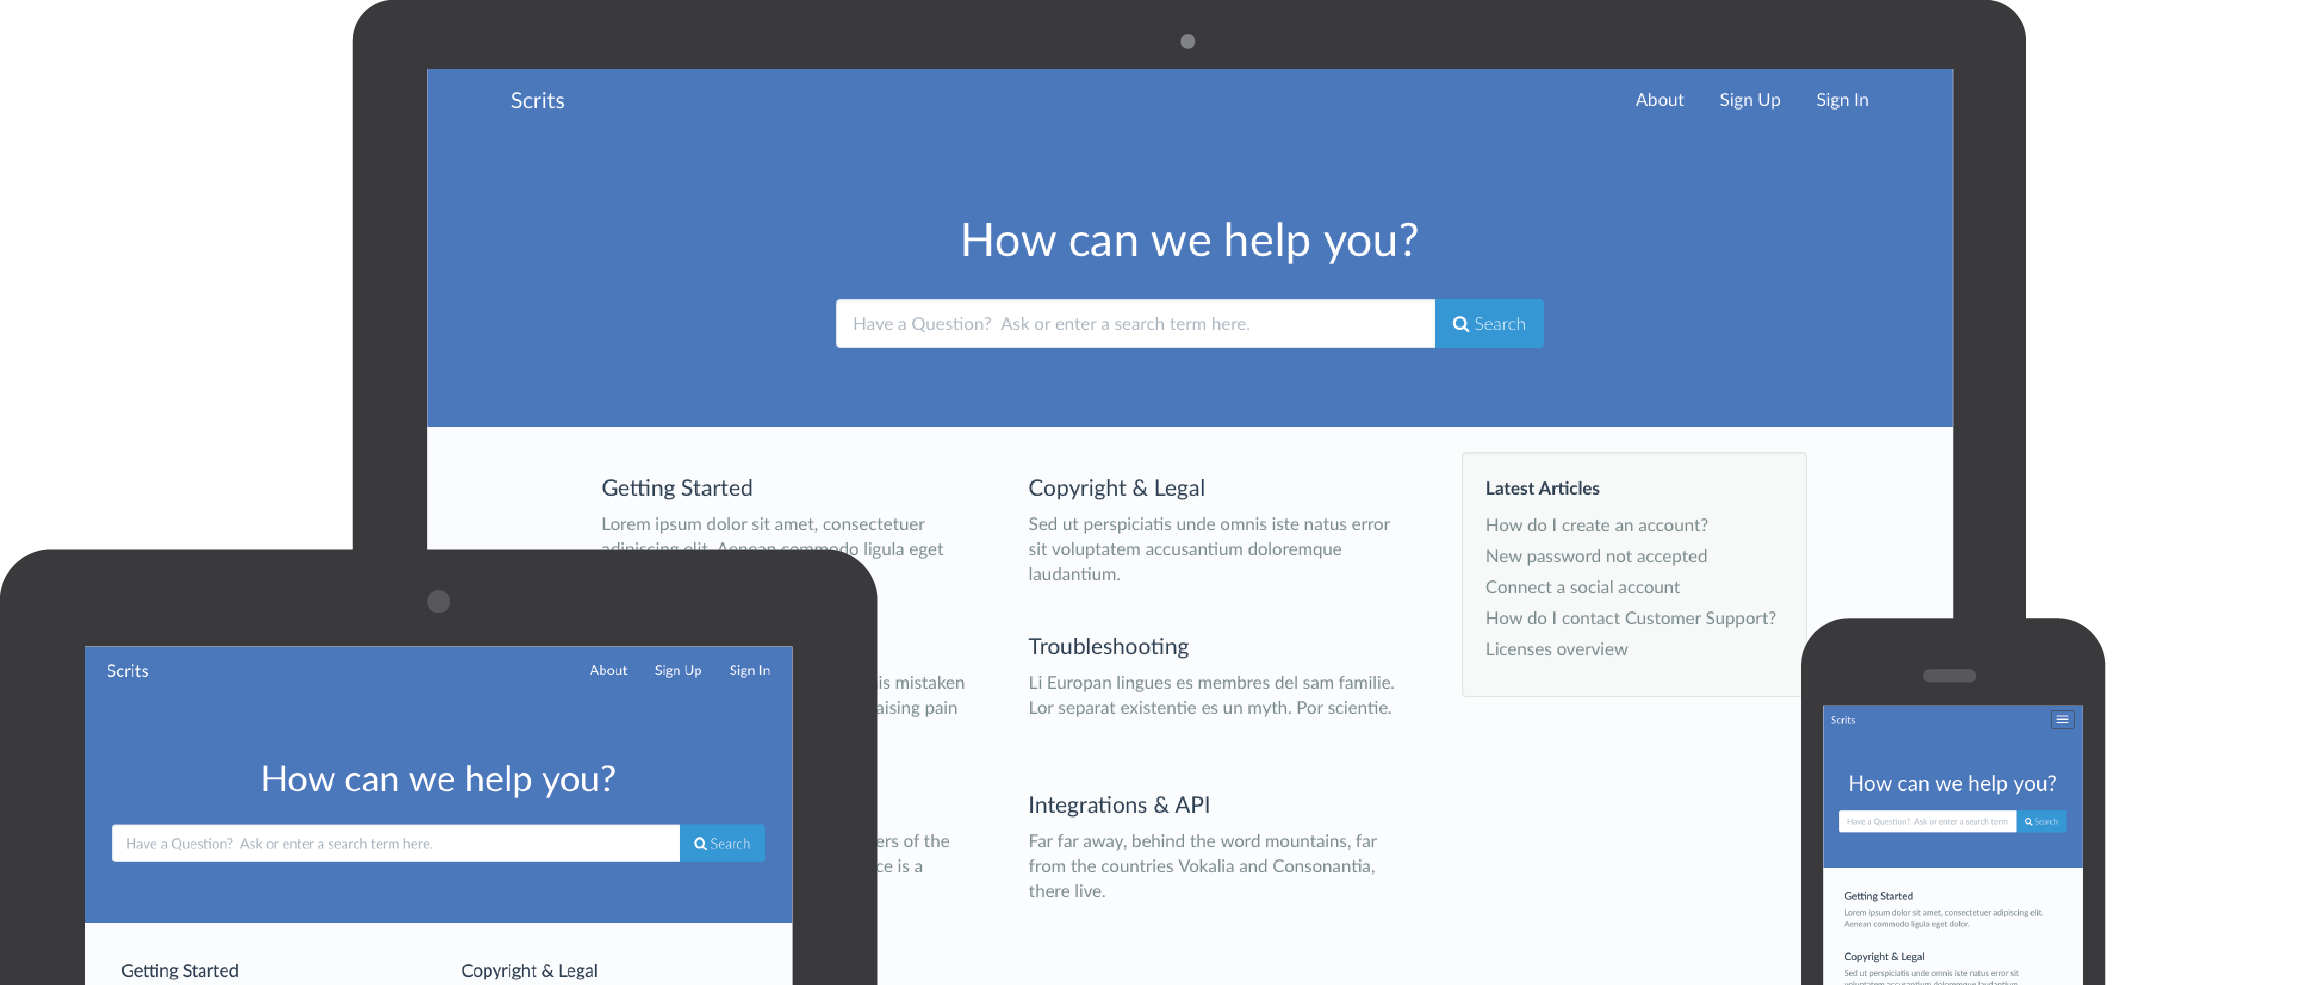 Scrits
About Sign Up Sign In
How can we help you?
Have a Question? Ask or enter a search term here.
Search
Getting Started
Lorem ipsum dolor sit amet, consectetuer
adipiscing elit. Aenean commodo ligula eget
is mistaken
aising pain
ers of the
ce is a
Copyright & Legal
Sed ut perspiciatis unde omnis iste natus error
sit voluptatem accusantium doloremque
laudantium.
Troubleshooting
Li Europan lingues es membres del sam familie.
Lor separat existentie es un myth. Por scientie.
Integrations & API
Far far away, behind the word mountains, far
from the countries Vokalia and Consonantia,
there live.
Latest Articles
How do I create an account?
New password not accepted
Connect a social account
How do I contact Customer Support?
Licenses overview
Scrits
About Sign Up Sign In
How can we help you?
Have a Question? Ask or enter a search term here.
Search
Getting Started
Copyright & Legal
Scrits
How can we help you?
Have a Question? Ask or enter a search term
Search
Getting Started
Lorem ipsum dolor sit amet, consectetuer adipiscing elit.
Aenean commodo ligula eget dolor.
Copyright & Legal
Sed ut perspiciatis unde omnis iste natus error sit
voluptatem accusantium doloremque laudantium